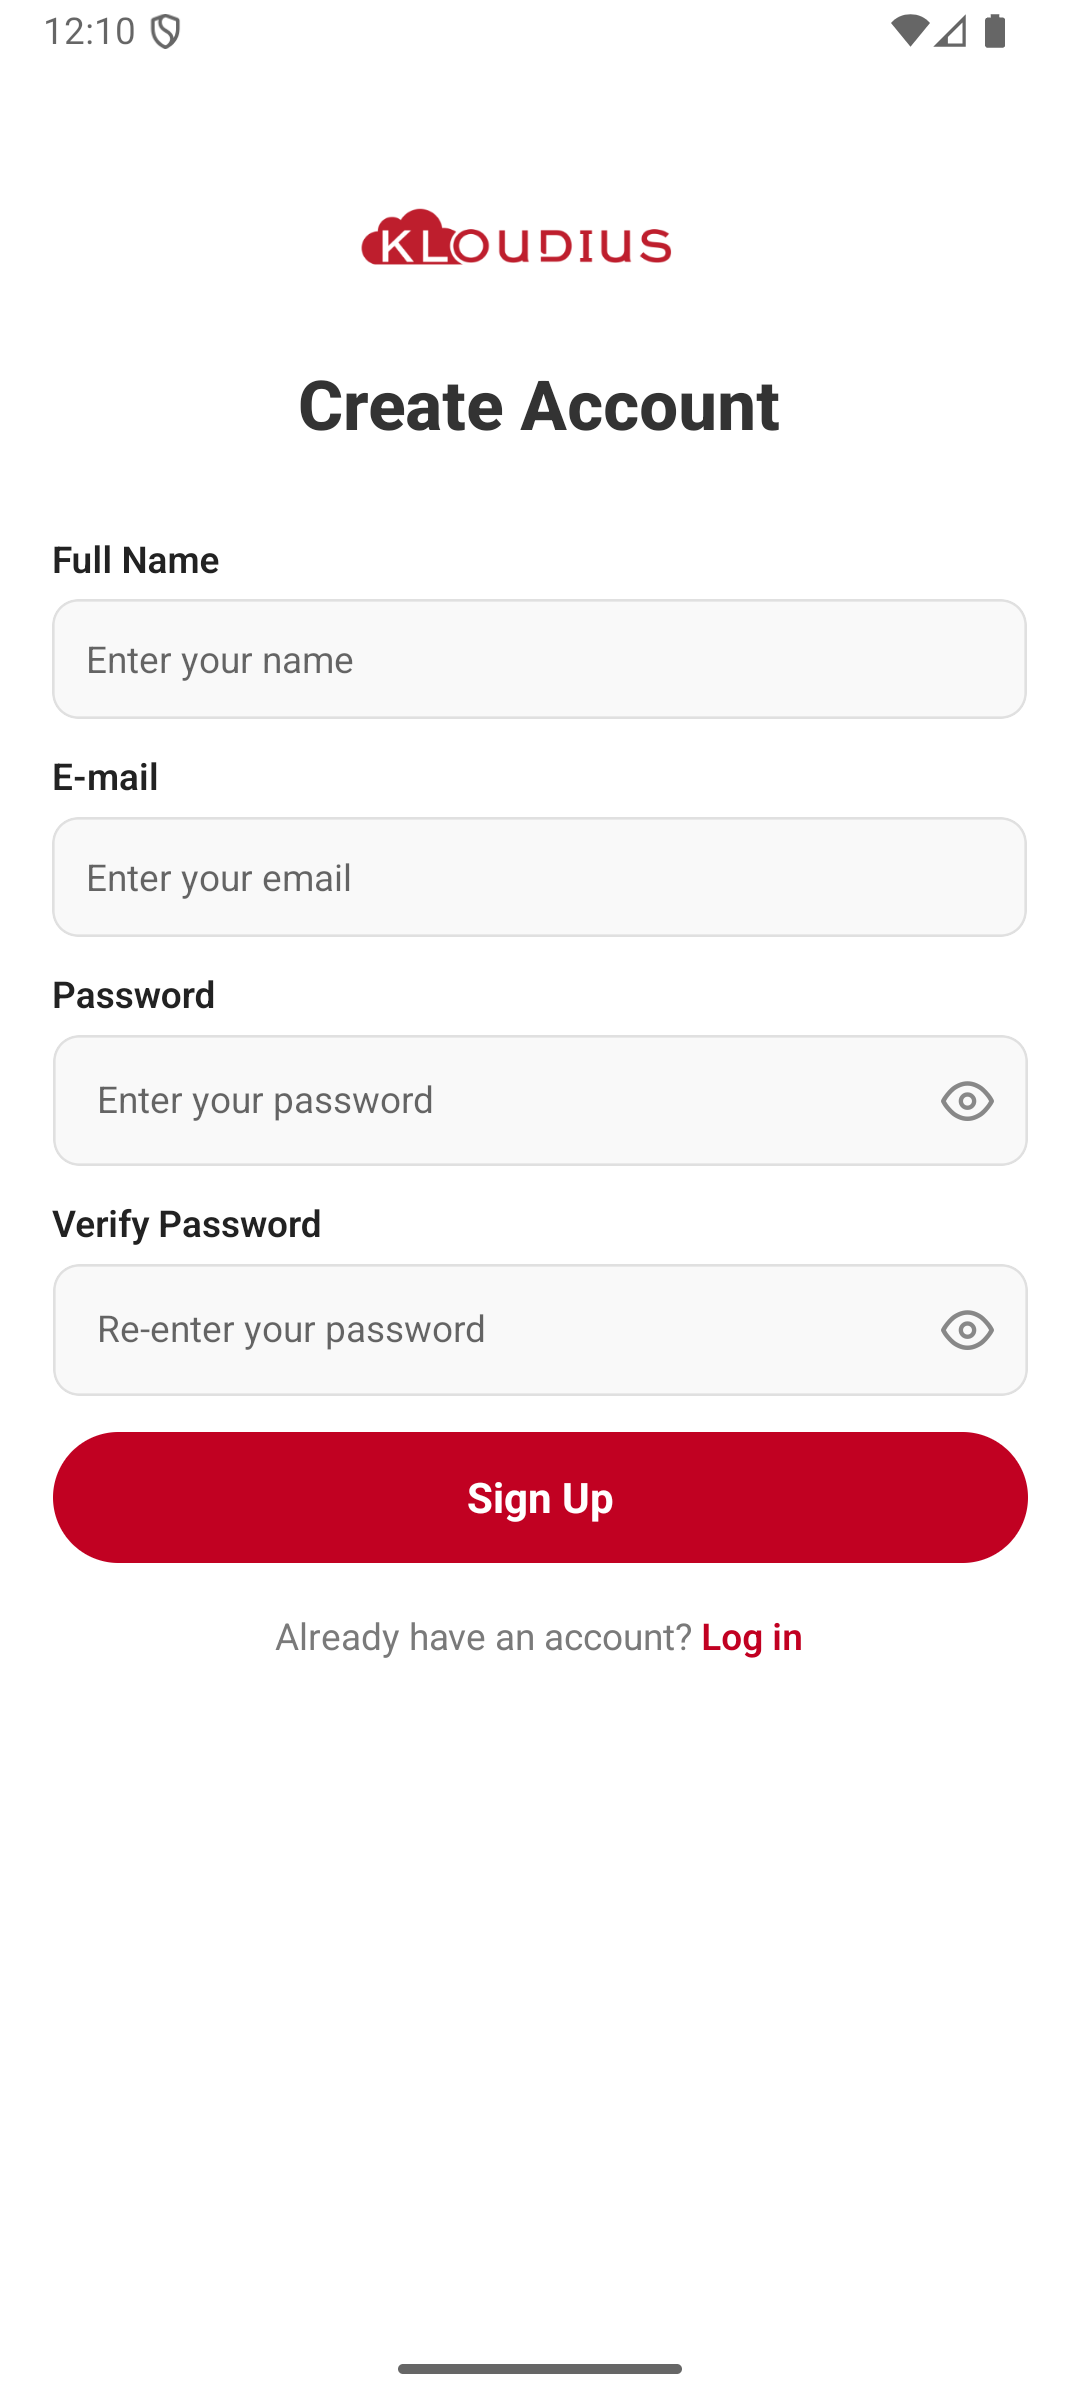 12:10
KLOUDIUS
Create Account
Full Name
Enter your name
E-mail
Enter your email
Password
Enter your password
Verify Password
Re-enter your password
Sign Up
Already have an account? Log in